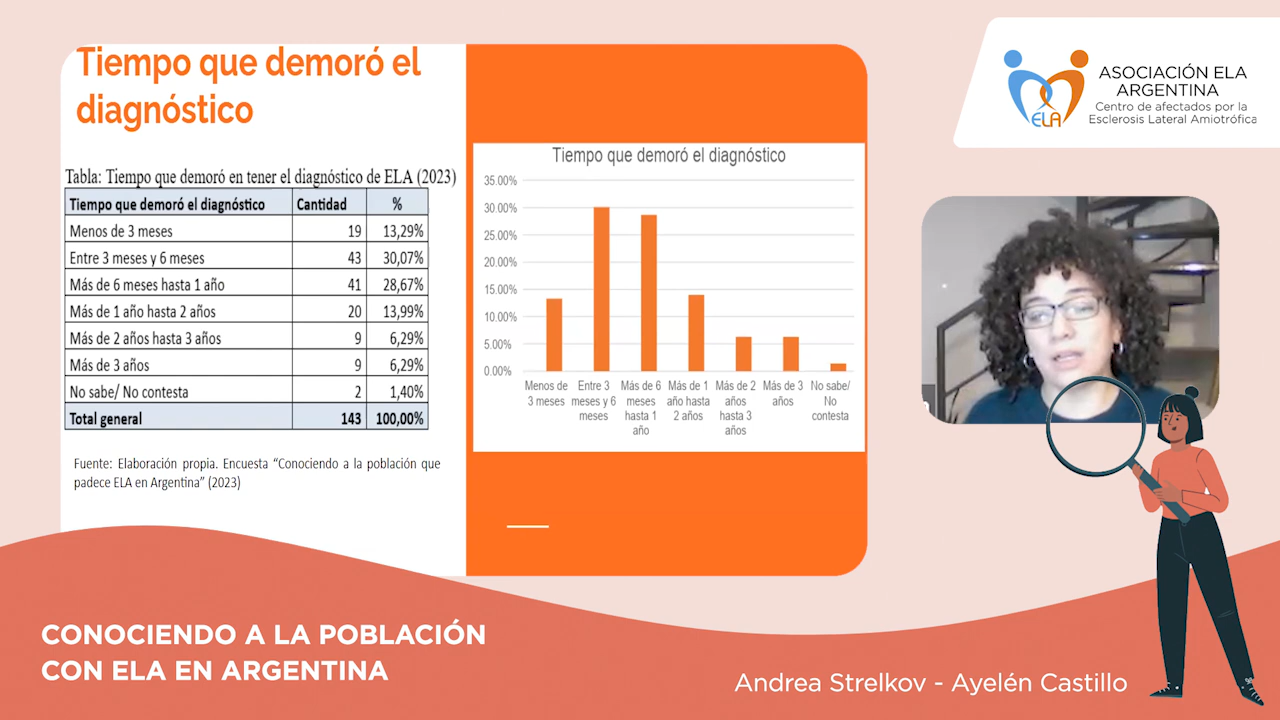 Tiempo que demoró el
diagnóstico
Tabla: Tiempo que demoró en tener el diagnóstico de ELA (2023)
Tiempo que demoró el diagnóstico Cantidad %
Menos de 3 meses 19 13,29%
Entre 3 meses y 6 meses 43 30,07%
Más de 6 meses hasta 1 año 41 28,67%
Más de 1 año hasta 2 años 20 13,99%
Más de 2 años hasta 3 años 9 6,29%
Más de 3 años 9 6,29%
No sabe/ No contesta 2 1,40%
Total general 143 100,00%
Fuente: Elaboración propia. Encuesta “Conociendo a la población que
padece ELA en Argentina” (2023)
Tiempo que demoró el diagnóstico
35.00%
30.00%
25.00%
20.00%
15.00%
10.00%
5.00%
0.00%
Menos de
3 meses
Entre 3
meses y 6
meses
Más de 6
meses
hasta 1
año
Más de 1
año hasta
2 años
Más de 2
años
hasta 3
años
Más de 3
años
No sabe/
No
contesta
ELA
ASOCIACIÓN ELA
ARGENTINA
Centro de afectados por la
Esclerosis Lateral Amiotrófica
CONOCIENDO A LA POBLACIÓN
CON ELA EN ARGENTINA
Andrea Strelkov - Ayelén Castillo